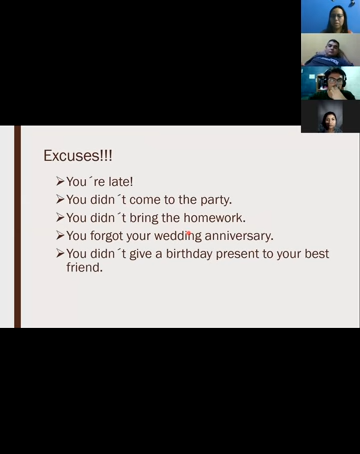 Excuses!!!
➢You´re late!
➢You didn´t come to the party.
➢You didn´t bring the homework.
➢You forgot your wedding anniversary.
➢You didn´t give a birthday present to your best
friend.